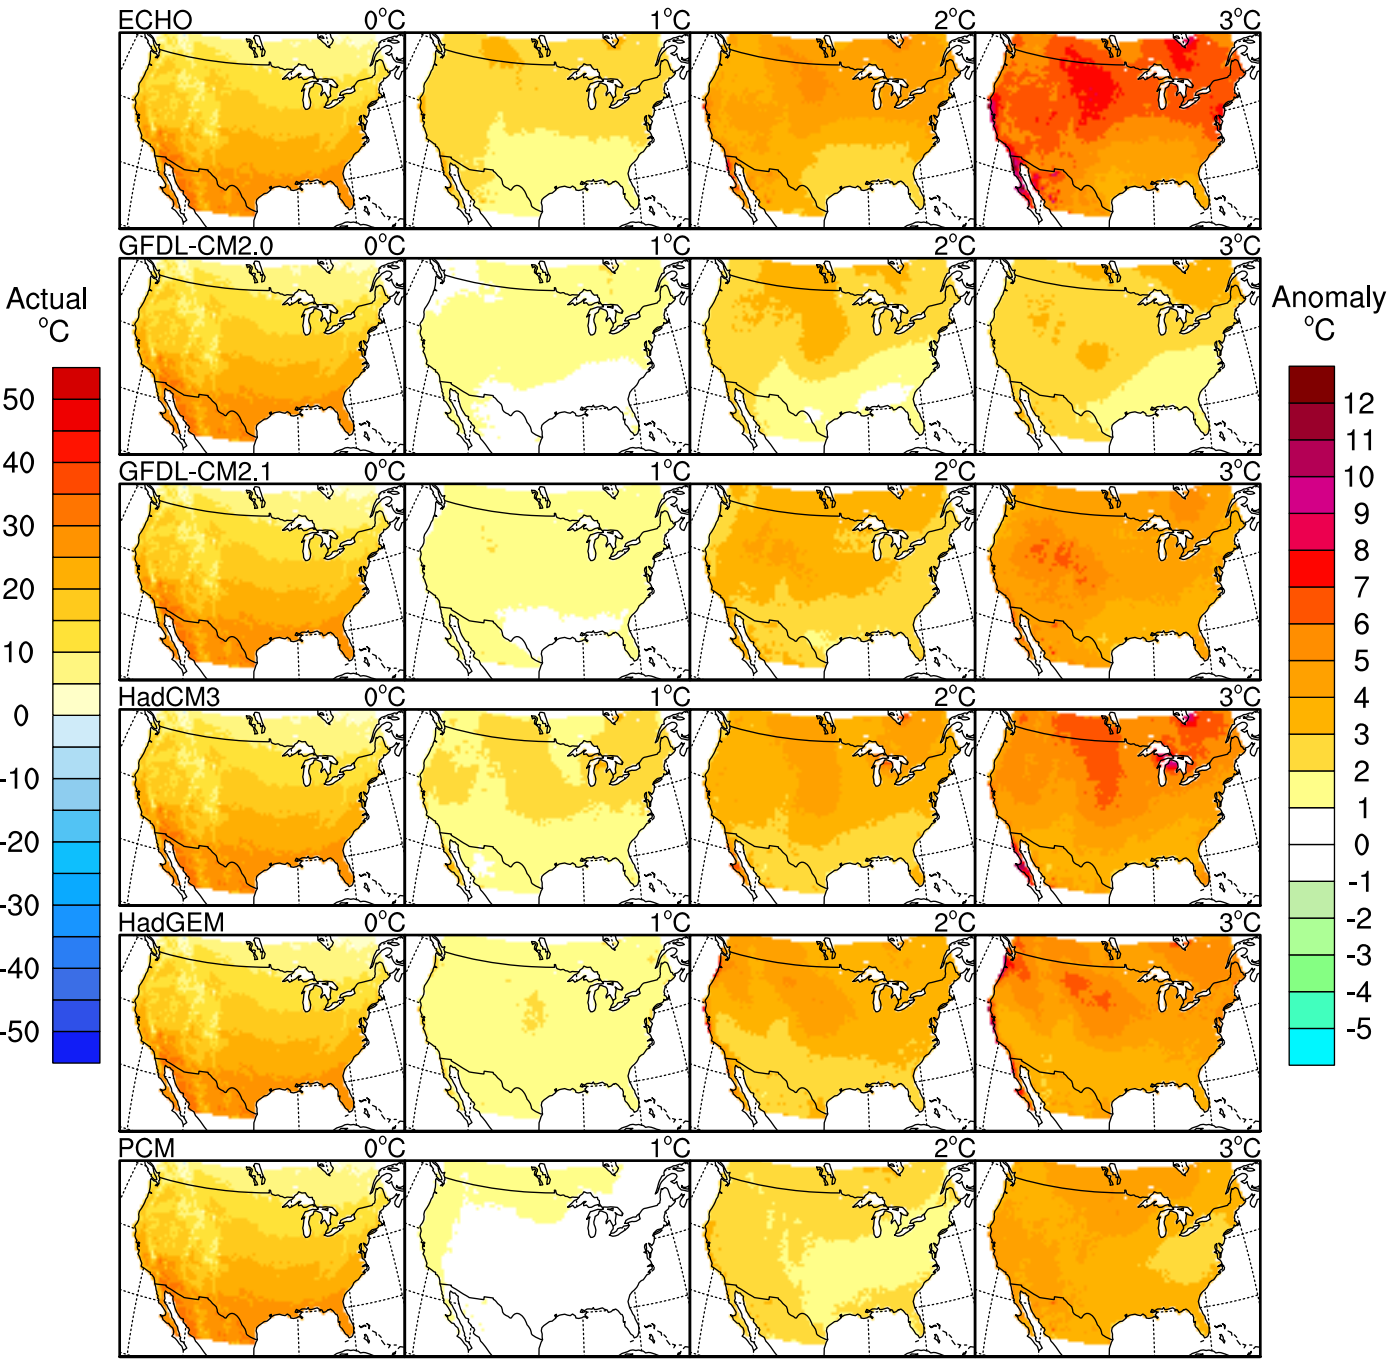 ECHO 0°C 1°C 2°C 3°C
GFDL-CM2.0 0°C 1°C 2°C 3°C
Actual
°C
50
40
30
20
10
0
-10
-20
-30
-40
-50
Anomaly
°C
12
11
10
9
8
7
6
5
4
3
2
1
0
-1
-2
-3
-4
-5
GFDL-CM2.1 0°C 1°C 2°C 3°C
HadCM3 0°C 1°C 2°C 3°C
HadGEM 0°C 1°C 2°C 3°C
PCM 0°C 1°C 2°C 3°C